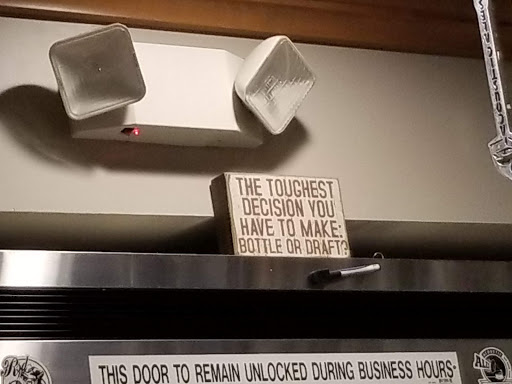 THE TOUGHEST
DECISION YOU
HAVE TO MAKE:
BOTTLE OR DRAFT?
THIS DOOR TO REMAIN UNLOCKED DURING BUSINESS HOURS